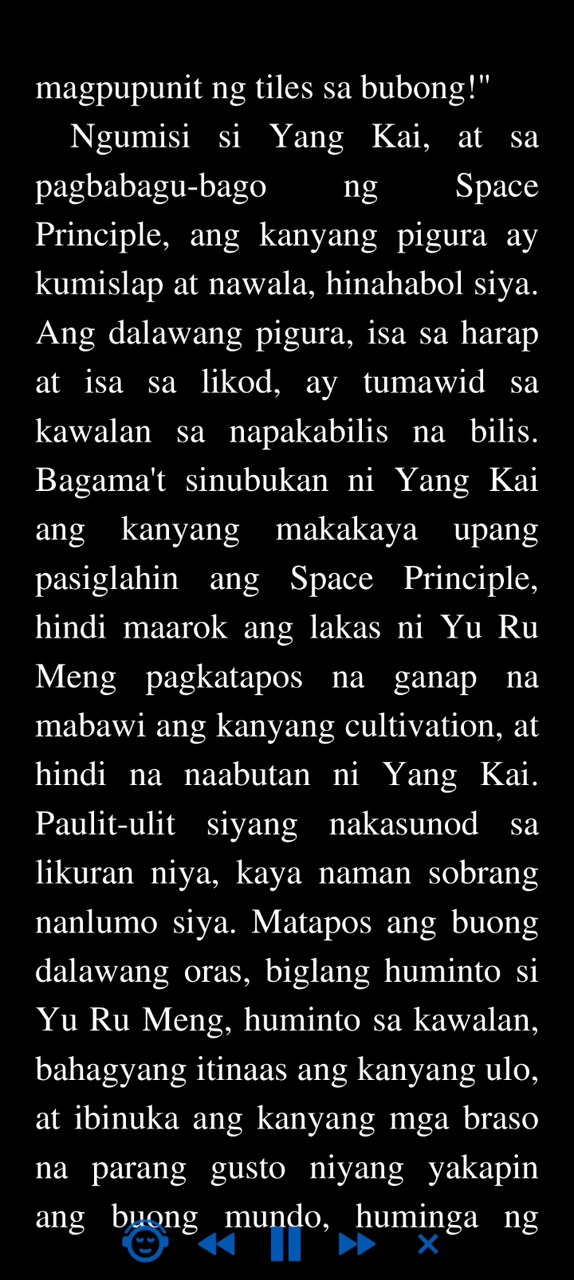 magpupunit ng tiles sa bubong!"
Ngumisi si Yang Kai, at sa
pagbabagu-bago ng Space
Principle, ang kanyang pigura ay
kumislap at nawala, hinahabol siya.
Ang dalawang pigura, isa sa harap
at isa sa likod, ay tumawid sa
kawalan sa napakabilis na bilis.
Bagama't sinubukan ni Yang Kai
ang kanyang makakaya upang
pasiglahin ang Space Principle,
hindi maarok ang lakas ni Yu Ru
Meng pagkatapos na ganap na
mabawi ang kanyang cultivation, at
hindi na naabutan ni Yang Kai.
Paulit-ulit siyang nakasunod sa
likuran niya, kaya naman sobrang
nanlumo siya. Matapos ang buong
dalawang oras, biglang huminto si
Yu Ru Meng, huminto sa kawalan,
bahagyang itinaas ang kanyang ulo,
at ibinuka ang kanyang mga braso
na parang gusto niyang yakapin
ang buong mundo, huminga ng